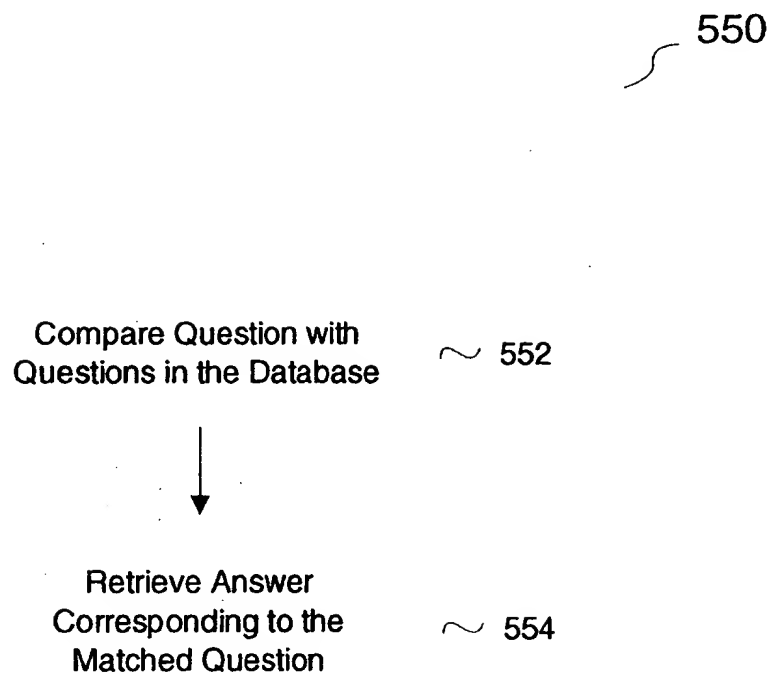 550
Compare Question with
Questions in the Database
552
Retrieve Answer
Corresponding to the
Matched Question
554